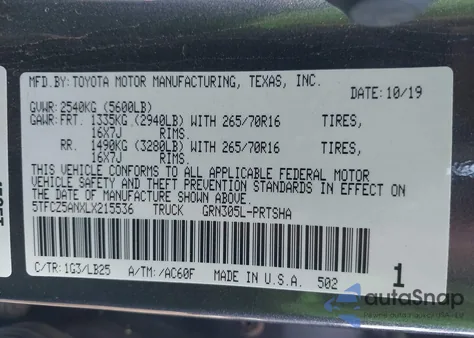 MFD.BY: TOYOTA MOTOR MANUFACTURING, TEXAS, INC.
DATE: 10/19
GVWR: 2540KG (5600LB)
GAWR: FRT. 1335KG (2940LB) WITH 265/70R16 TIRES,
16X7J RIMS.
RR. 1490KG (3280LB) WITH 265/70R16 TIRES,
16X7J RIMS.
THIS VEHICLE CONFORMS TO ALL APPLICABLE FEDERAL MOTOR
VEHICLE SAFETY AND THEFT PREVENTION STANDARDS IN EFFECT ON
THE DATE OF MANUFACTURE SHOWN ABOVE.
5TFCZ5ANXLX215536 TRUCK GRN305L-PRTSHA
C/TR: 1G3/LB25 A/TM: /AC60F MADE IN U.S.A. 502 1
autoSnap